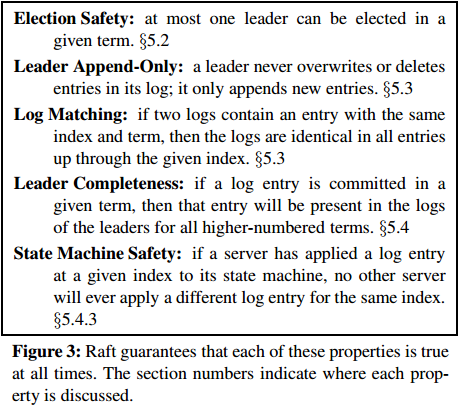 Election Safety: at most one leader can be elected in a
given term. §5.2
Leader Append-Only: a leader never overwrites or deletes
entries in its log; it only appends new entries. §5.3
Log Matching: if two logs contain an entry with the same
index and term, then the logs are identical in all entries
up through the given index. §5.3
Leader Completeness: if a log entry is committed in a
given term, then that entry will be present in the logs
of the leaders for all higher-numbered terms. §5.4
State Machine Safety: if a server has applied a log entry
at a given index to its state machine, no other server
will ever apply a different log entry for the same index.
§5.4.3
Figure 3: Raft guarantees that each of these properties is true
at all times. The section numbers indicate where each prop-
erty is discussed.